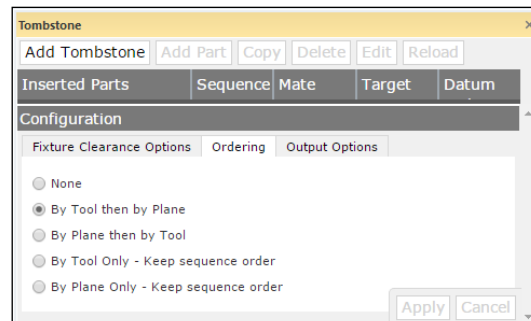 Tombstone
Add Tombstone Add Part Copy Delete Edit Reload
Inserted Parts Sequence Mate Target Datum
Configuration
Fixture Clearance Options Ordering Output Options
None
By Tool then by Plane
By Plane then by Tool
By Tool Only - Keep sequence order
By Plane Only - Keep sequence order
Apply Cancel